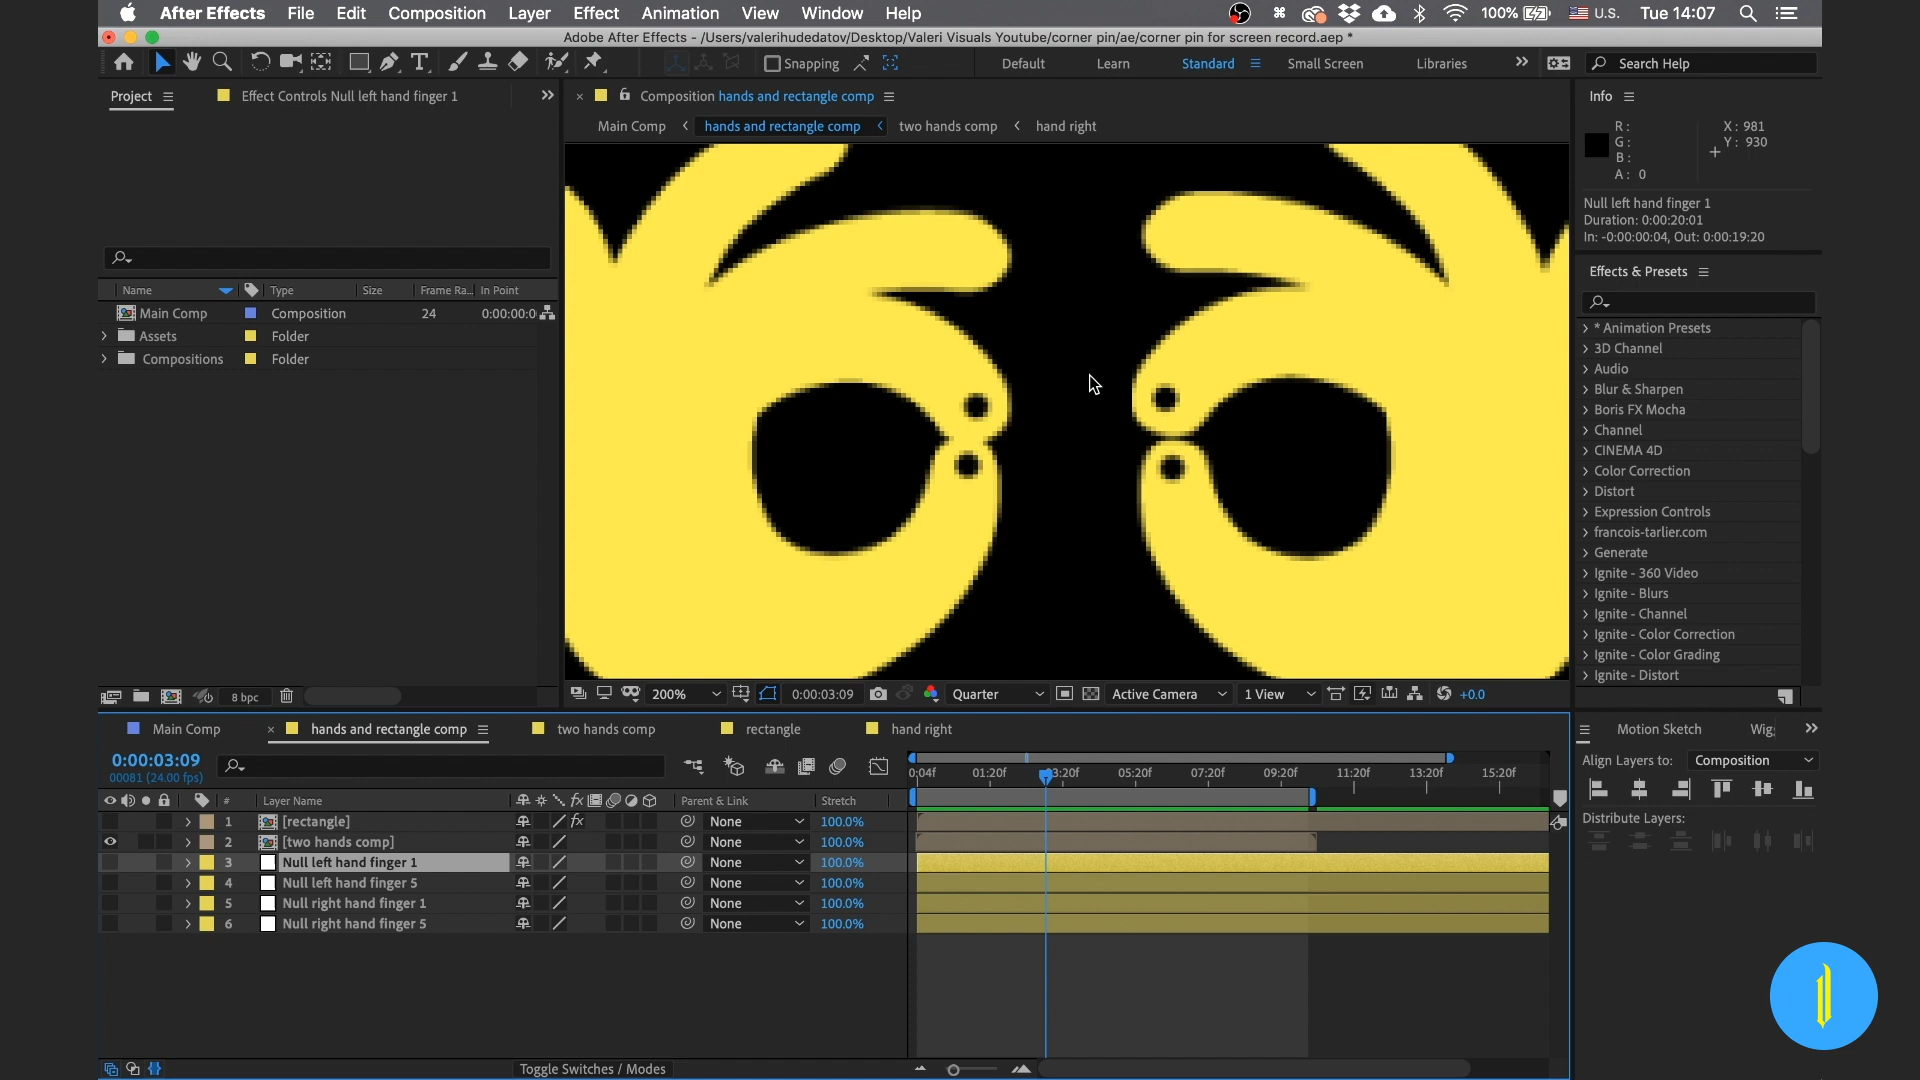 After Effects File Edit Composition Layer Effect Animation View Window Help 100% U.S. Tue 14:07
Adobe After Effects - /Users/valerihudedatov/Desktop/Valeri Visuals Youtube/corner pin/ae/corner pin for screen record.aep *
T Snapping Default Learn Standard Small Screen Libraries Search Help
Project Effect Controls Null left hand finger 1 Composition hands and rectangle comp Info
Main Comp hands and rectangle comp two hands comp hand right
R: X: 981
G: Y: 930
B:
A: 0
Null left hand finger 1
Duration: 0:00:20:01
In: -0:00:00:04, Out: 0:00:19:20
Effects & Presets
Name Type Size Frame Ra... In Point
Main Comp Composition 24 0:00:00:0
Assets Folder
Compositions Folder
* Animation Presets
3D Channel
Audio
Blur & Sharpen
Boris FX Mocha
Channel
CINEMA 4D
Color Correction
Distort
Expression Controls
francois-tarlier.com
Generate
Ignite - 360 Video
Ignite - Blurs
Ignite - Channel
Ignite - Color Correction
Ignite - Color Grading
Ignite - Distort
8 bpc 200% 0:00:03:09 Quarter Active Camera 1 View +0.0
Main Comp hands and rectangle comp two hands comp rectangle hand right
Motion Sketch Wig
0:00:03:09
00081 (24.00 fps)
Align Layers to: Composition
0:04f 01:20f 03:20f 05:20f 07:20f 09:20f 11:20f 13:20f 15:20f
# Layer Name fx Parent & Link Stretch
Distribute Layers:
1 [rectangle] fx None 100.0%
2 [two hands comp] None 100.0%
3 Null left hand finger 1 None 100.0%
4 Null left hand finger 5 None 100.0%
5 Null right hand finger 1 None 100.0%
6 Null right hand finger 5 None 100.0%
Toggle Switches / Modes